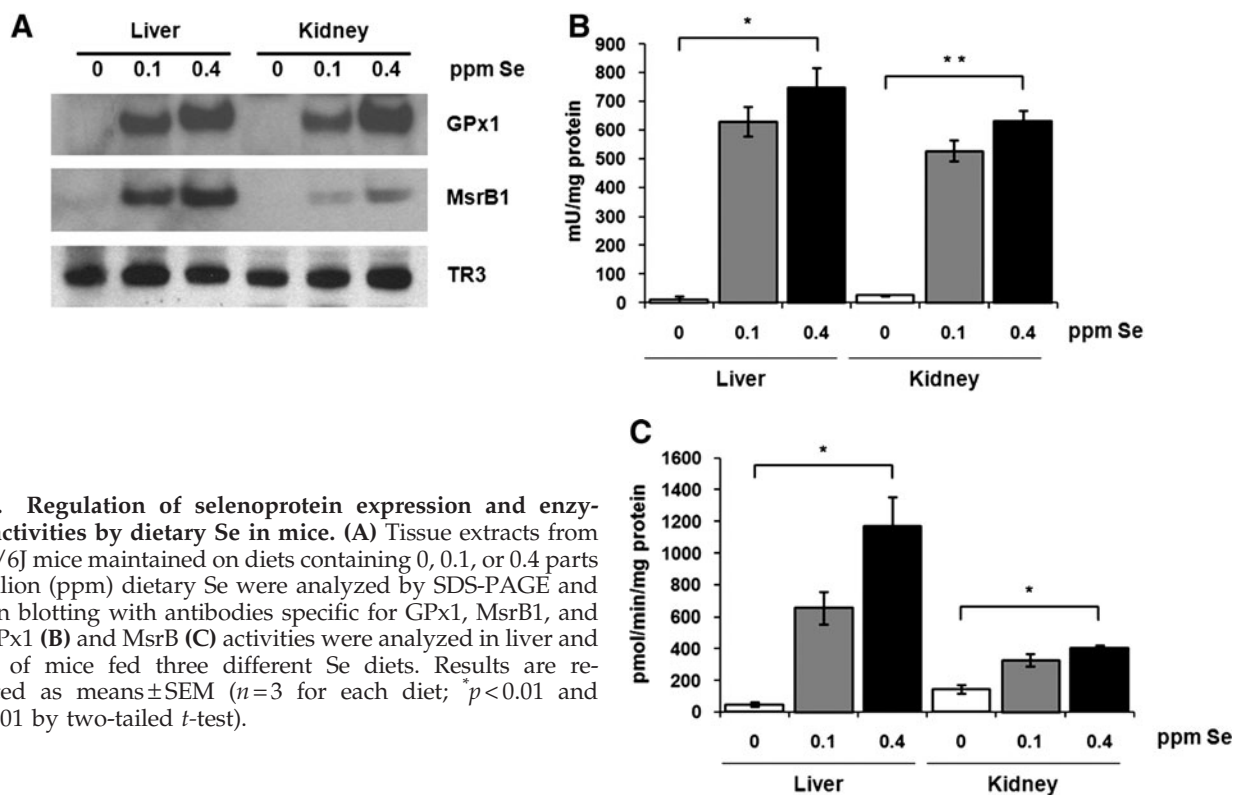 A
Liver Kidney
0 0.1 0.4 0 0.1 0.4 ppm Se
GPx1
MsrB1
TR3
B
* * *
900
800
700
600
500
400
300
200
100
0
mU/mg protein
0 0.1 0.4 0 0.1 0.4 ppm Se
Liver Kidney
C
* *
1600
1400
1200
1000
800
600
400
200
0
pmol/min/mg protein
0 0.1 0.4 0 0.1 0.4 ppm Se
Liver Kidney
. Regulation of selenoprotein expression and enzy-
activities by dietary Se in mice. (A) Tissue extracts from
/6J mice maintained on diets containing 0, 0.1, or 0.4 parts
lion (ppm) dietary Se were analyzed by SDS-PAGE and
n blotting with antibodies specific for GPx1, MsrB1, and
Px1 (B) and MsrB (C) activities were analyzed in liver and
of mice fed three different Se diets. Results are re-
ed as means±SEM (n=3 for each diet; *p<0.01 and
01 by two-tailed t-test).